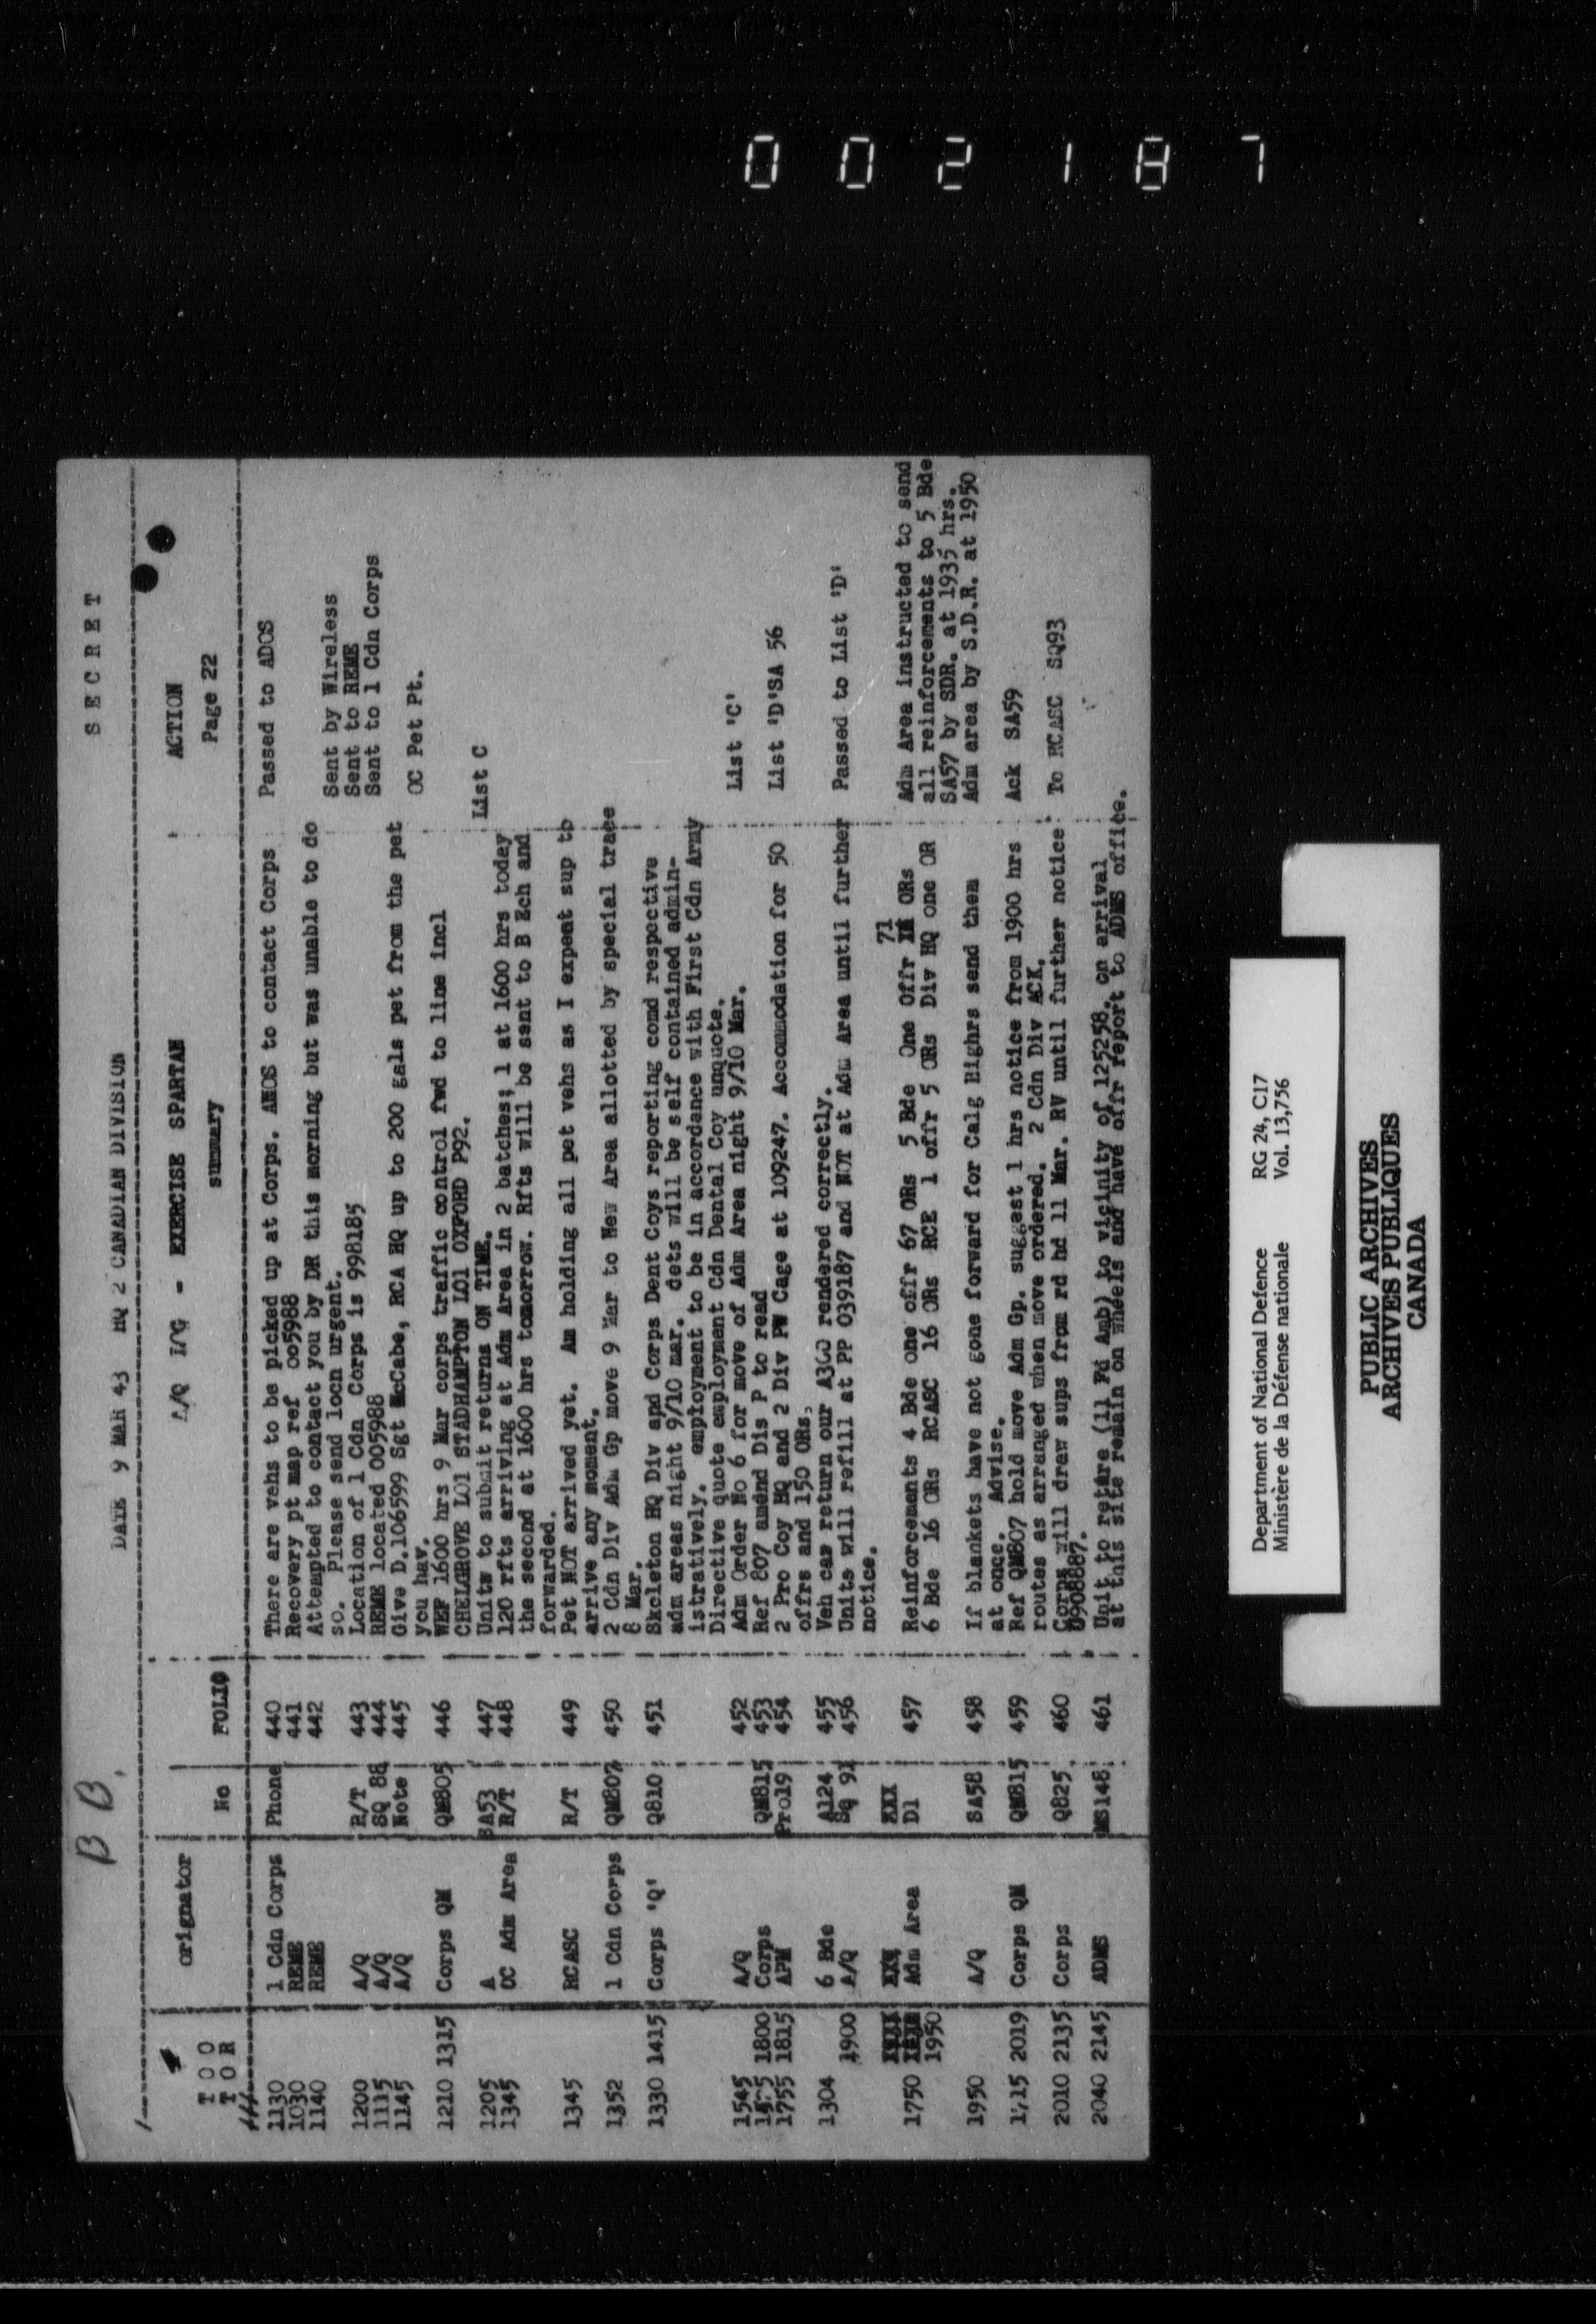 0 0 2 1 8 7
B B.
S E C R E T
DATE 9 MAR 43 HQ 2 CANADIAN DIVISION
A/Q LOG - EXERCISE SPARTAN
ACTION
T O O
T O R
orignator
No
FOLIO
summary
Page 22
1130 1 Cdn Corps Phone 440 There are vehs to be picked up at Corps. ANOS to contact Corps Passed to ADOS
1030 REME 441 Recovery pt map ref 005988
1140 REME 442 Attempted to contact you by DR this morning but was unable to do
so. Please send locn urgent. Sent by Wireless
1200 A/Q R/T 443 Location of 1 Cdn Corps is 998185 Sent to REME
1115 A/Q SQ 88 444 REME located 005988 Sent to 1 Cdn Corps
1145 A/Q Note 445 Give D.106599 Sgt McCabe, RCA HQ up to 200 gals pet from the pet
you hav. OC Pet Pt.
1210 1315 Corps QM QM805 446 WEF 1600 hrs 9 Mar corps traffic control fwd to line incl
CHELGROVE L01 STADHAMPTON L01 OXFORD P92.
1205 A SA53 447 Units to submit returns ON TIME. List C
1345 OC Adm Area R/T 448 120 rfts arriving at Adm Area in 2 batches; 1 at 1600 hrs today
the second at 1600 hrs tomorrow. Rfts will be sent to B Ech and
forwarded.
1345 RCASC R/T 449 Pet NOT arrived yet. Am holding all pet vehs as I expeat sup to
arrive any moment.
1352 1 Cdn Corps QM807 450 2 Cdn Div Adm Gp move 9 Mar to New Area allotted by special trace
8 Mar.
1330 1415 Corps 'Q' Q810 451 Skeleton HQ Div and Corps Dent Coys reporting comd respective
adm areas night 9/10 mar. dets will be self contained admin-
istratively. employment to be in accordance with First Cdn Army
Directive quote employment Cdn Dental Coy unquote.
1545 A/Q 452 Adm Order No 6 for move of Adm Area night 9/10 Mar. List 'C'
1800 Corps QM815 453 Ref 807 amend Dis P to read
1755 1815 APM Pro19 454 2 Pro Coy HQ and 2 Div PW Cage at 109247. Accommodation for 50 List 'D'SA 56
offrs and 150 ORs,
1304 6 Bde A124 455 Veh cas return our A300 rendered correctly.
1900 A/Q SQ 91 456 Units will refill at PP 039187 and NOT at Adm Area until further Passed to List 'D'
notice.
XXX XXX
71
1750 1950 Adm Area D1 457 Reinforcements 4 Bde one offr 67 ORs 5 Bde One Offr ORs Adm Area instructed to send
6 Bde 16 ORs RCASC 16 ORs RCE 1 offr 5 ORs Div HQ one OR all reinforcements to 5 Bde
SA57 by SDR. at 1935 hrs.
1950 A/Q SA58 458 If blankets have not gone forward for Calg Highrs send them Adm area by S.D.R. at 1950
at once. Advise.
1715 2019 Corps QM QM815 459 Ref QM807 hold move Adm Gp. suggest 1 hrs notice from 1900 hrs Ack SA59
routes as arranged when move ordered. 2 Cdn Div ACK.
2010 2135 Corps Q825 460 Corps will draw sups from rd hd 11 Mar. RV until further notice To RCASC SQ93
U908887.
2040 2145 ADMS MS148 461 Unit to retire (11 Fd Amb) to vicinity of 125258. on arrival
at this site remain on wheels and have offr report to ADMS office.
Department of National Defence RG 24, C17
Ministère de la Défense nationale Vol. 13,756
PUBLIC ARCHIVES
ARCHIVES PUBLIQUES
CANADA